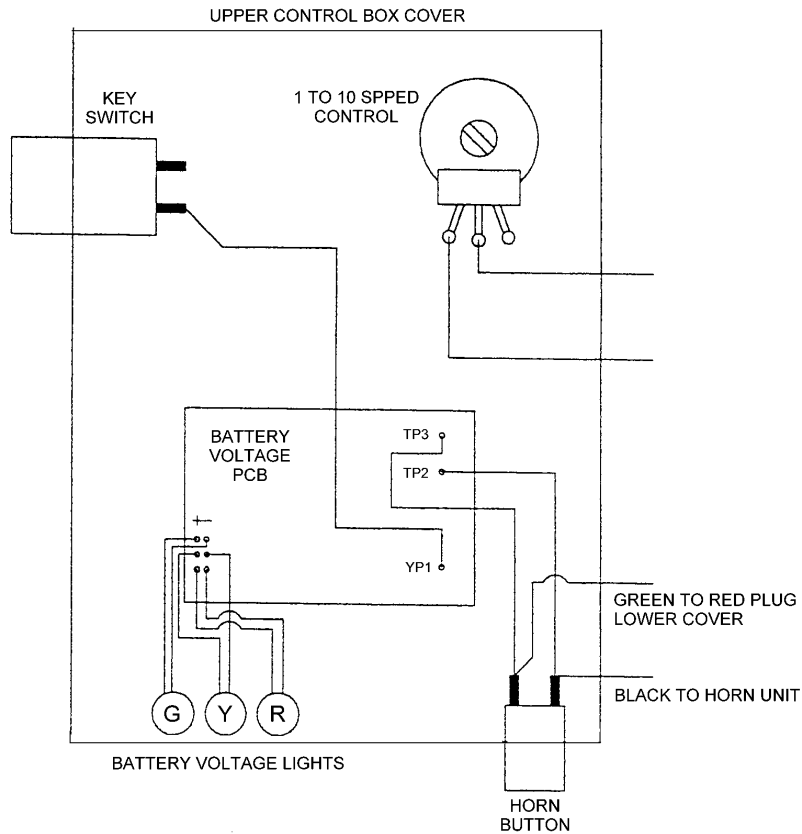 UPPER CONTROL BOX COVER
KEY
SWITCH
1 TO 10 SPPED
CONTROL
BATTERY
VOLTAGE
PCB
TP3
TP2
YP1
+ -
GREEN TO RED PLUG
LOWER COVER
BLACK TO HORN UNIT
G
Y
R
BATTERY VOLTAGE LIGHTS
HORN
BUTTON